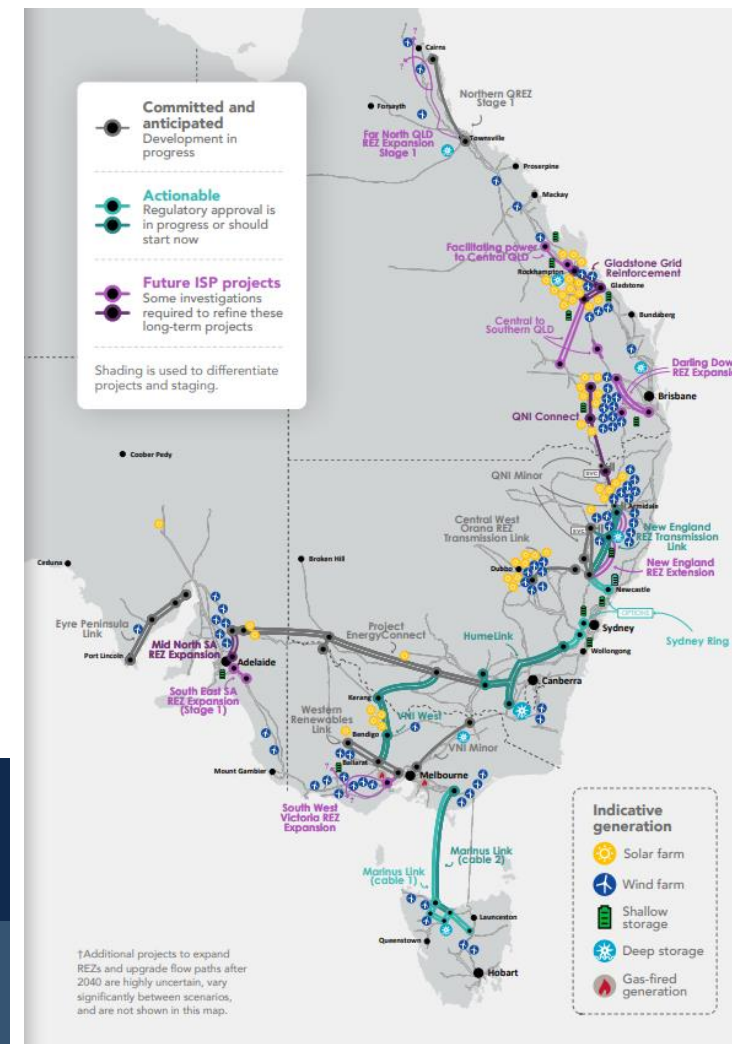 Committed and
anticipated
Development in
progress
Actionable
Regulatory approval is
in progress or should
start now
Future ISP projects
Some investigations
required to refine these
long-term projects
Shading is used to differentiate
projects and staging.
Cairns
Forsyth
Northern QREZ
Stage 1
Far North QLD
REZ Expansion
Stage 1
Townsville
Proserpine
Mackay
Facilitating power
to Central QLD
Rockhampton
Gladstone Grid
Reinforcement
Gladstone
Bundaberg
Central to
Southern QLD
Darling Dow
REZ Expansi
Brisbane
QNI Connect
Coober Pedy
QNI Minor
SVC
Armidale
Central West
Orana REZ
Transmission Link
SVC
New England
REZ Transmission
Link
Dubbo
New England
REZ Extension
Ceduna
Broken Hill
Newcastle
OPTIONS
Eyre Peninsula
Link
Project
EnergyConnect
HumeLink
Sydney
Sydney Ring
Mid North SA
REZ Expansion
Port Lincoln
Adelaide
Wollongong
South East SA
REZ Expansion
(Stage 1)
Canberra
Kerang
Western
Renewables
Link
VNI West
Bendigo
VNI Minor
Ballarat
Mount Gambier
Melbourne
South West
Victoria REZ
Expansion
Marinus Link
(cable 2)
Marinus Link
(cable 1)
Launceston
Queenstown
Hobart
Indicative
generation
Solar farm
Wind farm
Shallow
storage
Deep storage
Gas-fired
generation
†Additional projects to expand
REZs and upgrade flow paths after
2040 are highly uncertain, vary
significantly between scenarios,
and are not shown in this map.